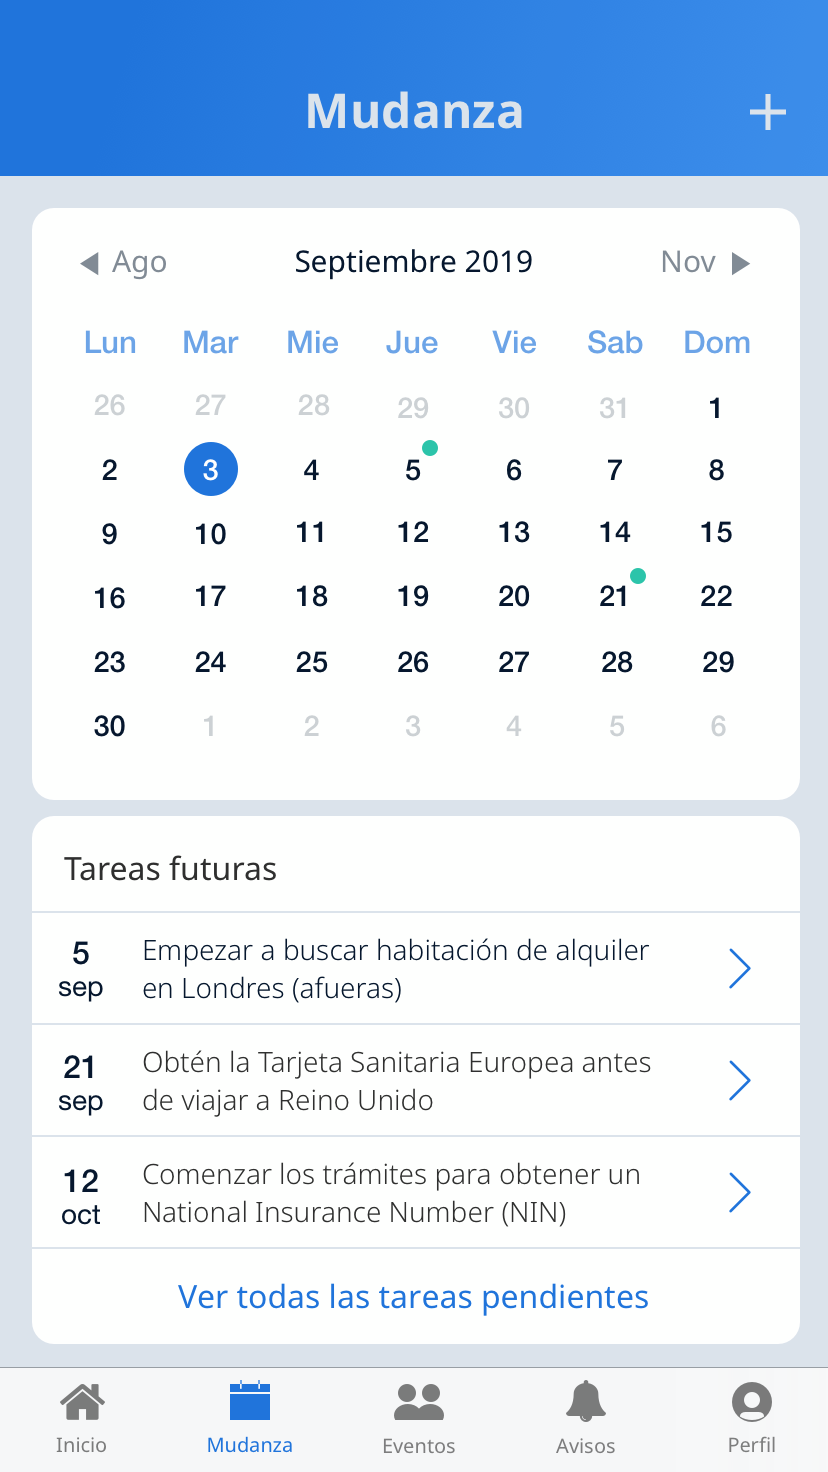 Mudanza
Ago Septiembre 2019 Nov
Lun Mar Mie Jue Vie Sab Dom
26 27 28 29 30 31 1
2 3 4 5 6 7 8
9 10 11 12 13 14 15
16 17 18 19 20 21 22
23 24 25 26 27 28 29
30 1 2 3 4 5 6
Tareas futuras
5 sep
Empezar a buscar habitación de alquiler
en Londres (afueras)
21 sep
Obtén la Tarjeta Sanitaria Europea antes
de viajar a Reino Unido
12 oct
Comenzar los trámites para obtener un
National Insurance Number (NIN)
Ver todas las tareas pendientes
Inicio Mudanza Eventos Avisos Perfil